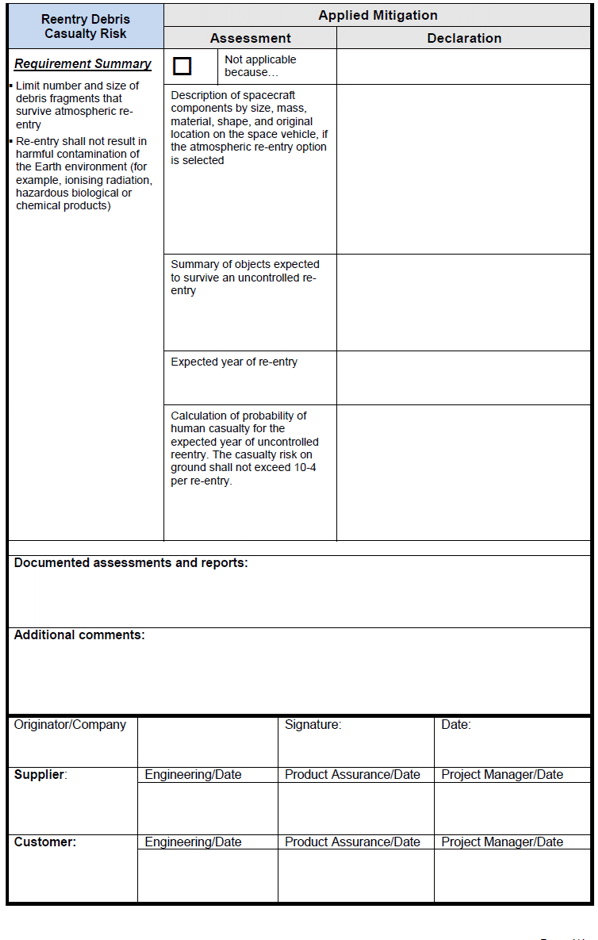 Reentry Debris
Casualty Risk
Applied Mitigation
Assessment
Declaration
Requirement Summary
▪ Limit number and size of
debris fragments that
survive atmospheric re-
entry
▪ Re-entry shall not result in
harmful contamination of
the Earth environment (for
example, ionising radiation,
hazardous biological or
chemical products)
Not applicable
because…
Description of spacecraft
components by size, mass,
material, shape, and original
location on the space vehicle, if
the atmospheric re-entry option
is selected
Summary of objects expected
to survive an uncontrolled re-
entry
Expected year of re-entry
Calculation of probability of
human casualty for the
expected year of uncontrolled
reentry. The casualty risk on
ground shall not exceed 10-4
per re-entry.
Documented assessments and reports:
Additional comments:
Originator/Company
Signature:
Date:
Supplier:
Engineering/Date
Product Assurance/Date
Project Manager/Date
Customer:
Engineering/Date
Product Assurance/Date
Project Manager/Date